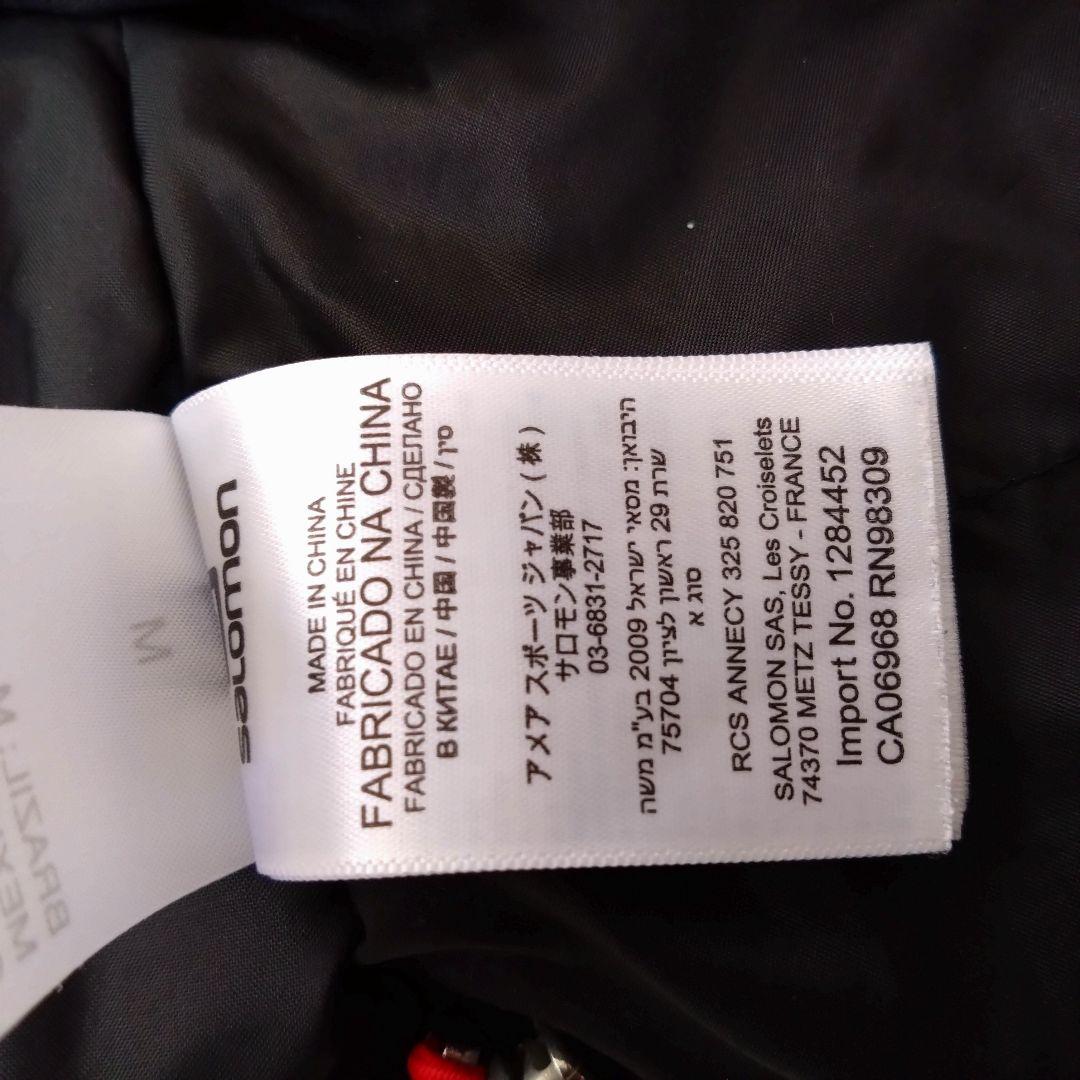 salomon
MADE IN CHINA
FABRIQUÉ EN CHINE
FABRICADO NA CHINA
FABRICADO EN CHINA / СДЕЛАНО
В КИТАЕ / 中国 / 中國製 / סין
アメア スポーツ ジャパン ( 株 )
サロモン事業部
03-6831-2717
היבואן: מסאי ישראל 2009 בע"מ משה
שרת 29 ראשון לציון 75704
סוג א
RCS ANNECY 325 820 751
SALOMON SAS, Les Croiselets
74370 METZ TESSY - FRANCE
Import No. 1284452
CA06968 RN98309
M
BRAZIL: M